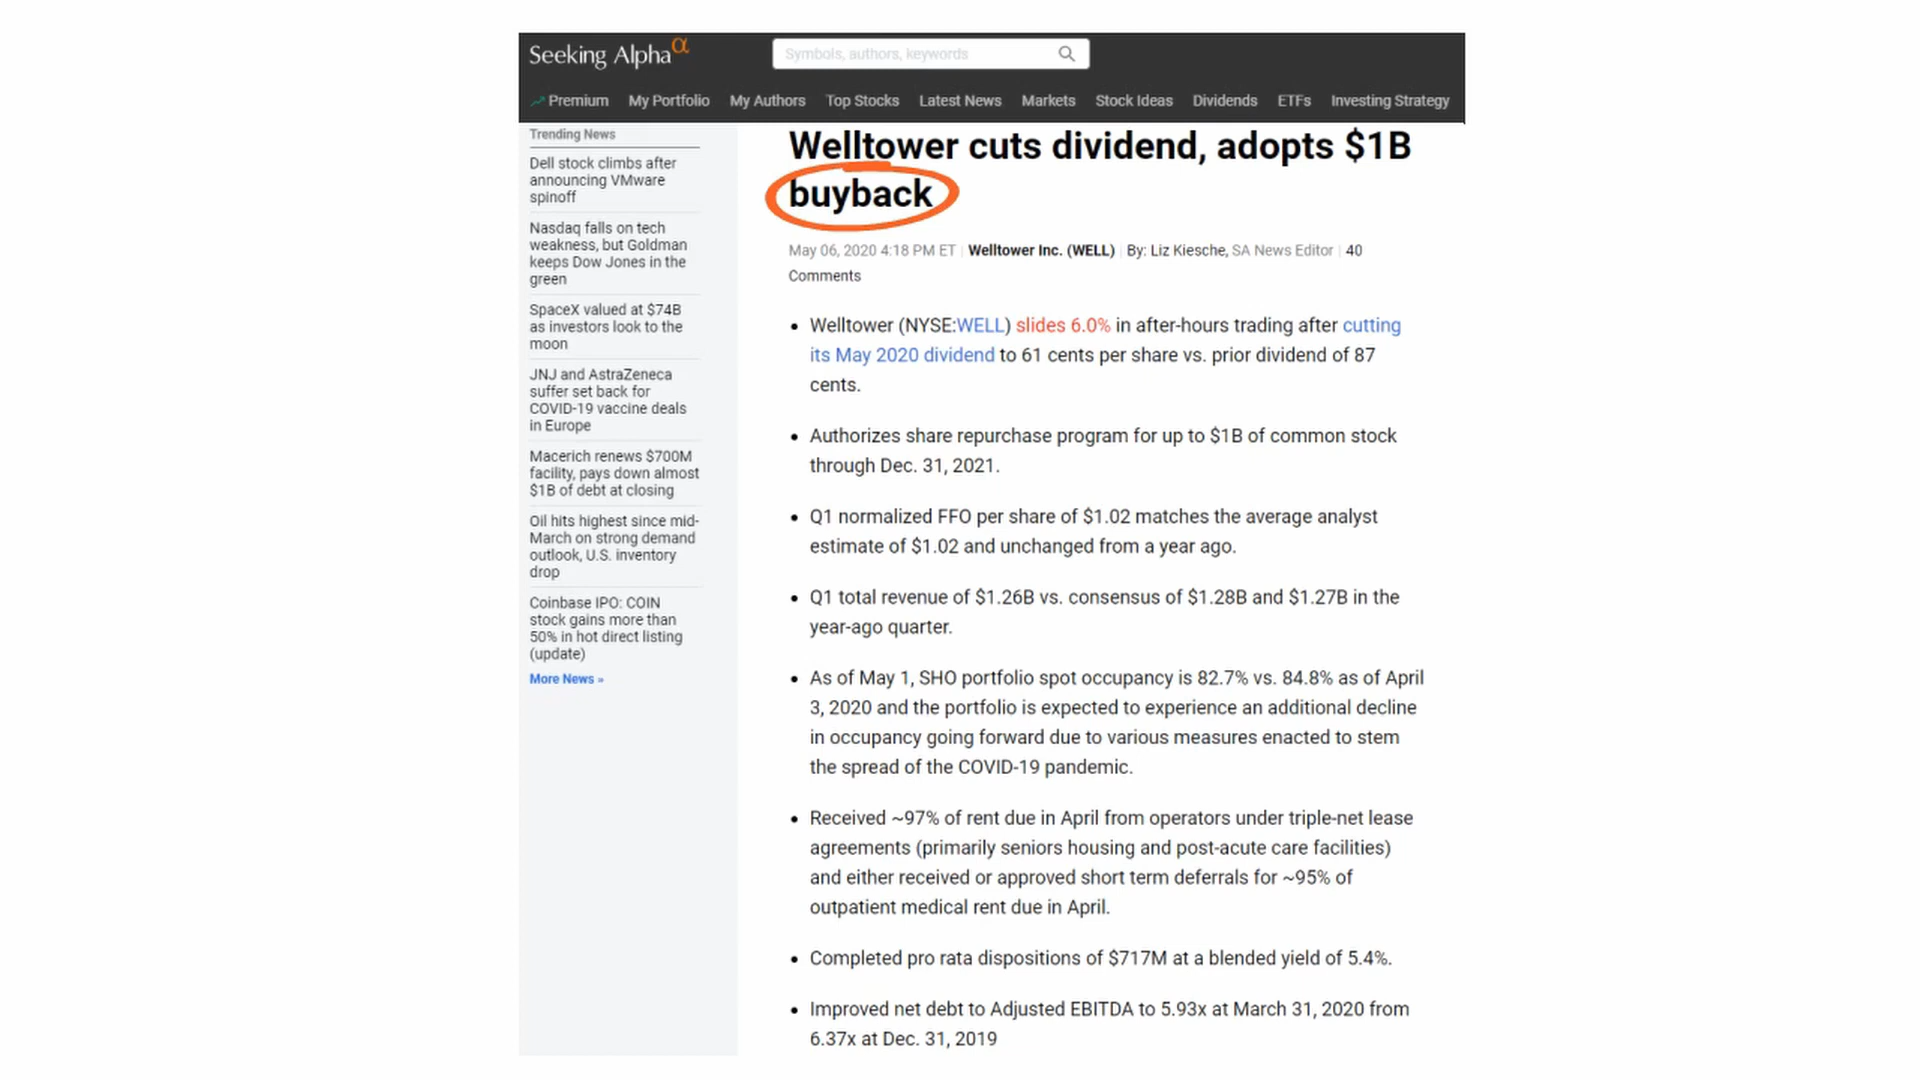 Seeking Alpha α
Symbols, authors, keywords
Premium My Portfolio My Authors Top Stocks Latest News Markets Stock Ideas Dividends ETFs Investing Strategy
Trending News
Dell stock climbs after
announcing VMware
spinoff
Nasdaq falls on tech
weakness, but Goldman
keeps Dow Jones in the
green
SpaceX valued at $74B
as investors look to the
moon
JNJ and AstraZeneca
suffer set back for
COVID-19 vaccine deals
in Europe
Macerich renews $700M
facility, pays down almost
$1B of debt at closing
Oil hits highest since mid-
March on strong demand
outlook, U.S. inventory
drop
Coinbase IPO: COIN
stock gains more than
50% in hot direct listing
(update)
More News »
Welltower cuts dividend, adopts $1B
buyback
May 06, 2020 4:18 PM ET | Welltower Inc. (WELL) | By: Liz Kiesche, SA News Editor | 40
Comments
• Welltower (NYSE:WELL) slides 6.0% in after-hours trading after cutting
its May 2020 dividend to 61 cents per share vs. prior dividend of 87
cents.
• Authorizes share repurchase program for up to $1B of common stock
through Dec. 31, 2021.
• Q1 normalized FFO per share of $1.02 matches the average analyst
estimate of $1.02 and unchanged from a year ago.
• Q1 total revenue of $1.26B vs. consensus of $1.28B and $1.27B in the
year-ago quarter.
• As of May 1, SHO portfolio spot occupancy is 82.7% vs. 84.8% as of April
3, 2020 and the portfolio is expected to experience an additional decline
in occupancy going forward due to various measures enacted to stem
the spread of the COVID-19 pandemic.
• Received ~97% of rent due in April from operators under triple-net lease
agreements (primarily seniors housing and post-acute care facilities)
and either received or approved short term deferrals for ~95% of
outpatient medical rent due in April.
• Completed pro rata dispositions of $717M at a blended yield of 5.4%.
• Improved net debt to Adjusted EBITDA to 5.93x at March 31, 2020 from
6.37x at Dec. 31, 2019